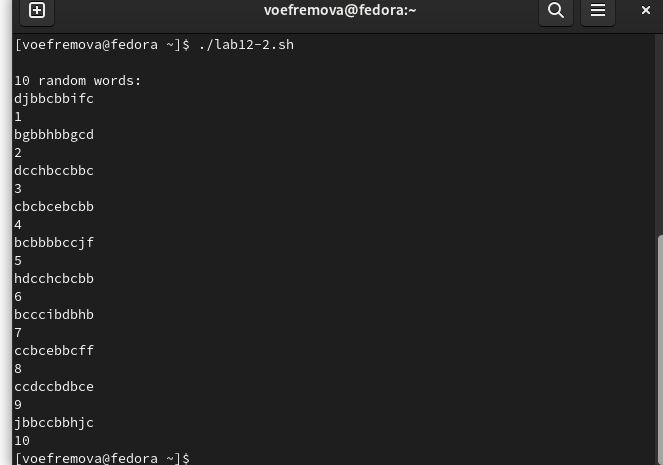 voefremova@fedora:~
[voefremova@fedora ~]$ ./lab12-2.sh
10 random words:
djbbcbbifc
1
bgbbhbbgcd
2
dcchbccbbc
3
cbcbcebcbb
4
bcbbbbccjf
5
hdcchcbcbb
6
bcccibdbhb
7
ccbcebbcff
8
ccdccbdbce
9
jbbccbbhjc
10
[voefremova@fedora ~]$